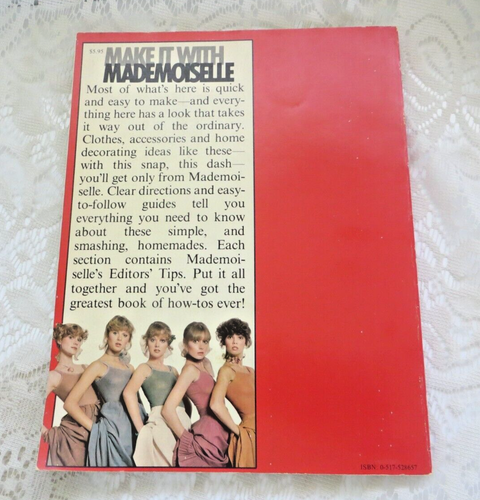 $5.95
MAKE IT WITH
MADEMOISELLE
Most of what's here is quick
and easy to make—and every-
thing here has a look that takes
it way out of the ordinary.
Clothes, accessories and home
decorating ideas like these—
with this snap, this dash—
you'll get only from Mademoi-
selle. Clear directions and easy-
to-follow guides tell you
everything you need to know
about these simple, and
smashing, homemades. Each
section contains Mademoi-
selle's Editors' Tips. Put it all
together and you've got the
greatest book of how-tos ever!
ISBN: